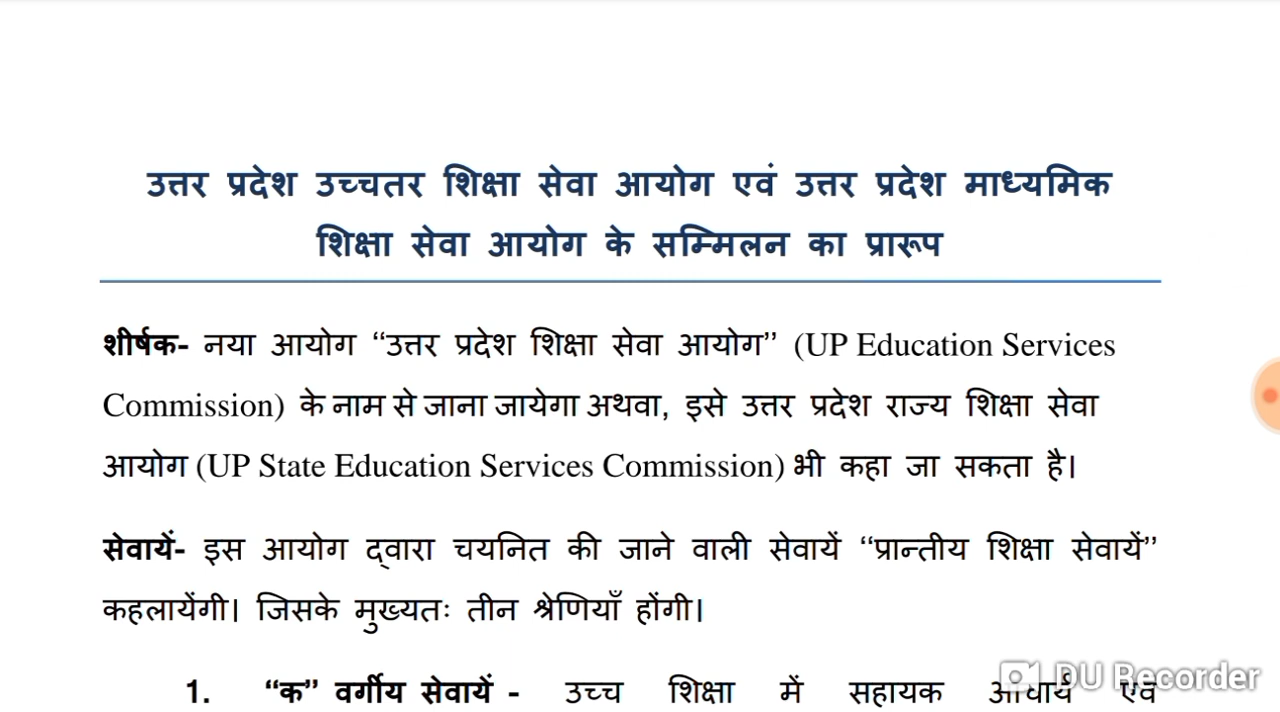 उत्तर प्रदेश उच्चतर शिक्षा सेवा आयोग एवं उत्तर प्रदेश माध्यमिक
शिक्षा सेवा आयोग के सम्मिलन का प्रारूप
शीर्षक- नया आयोग “उत्तर प्रदेश शिक्षा सेवा आयोग” (UP Education Services
Commission) के नाम से जाना जायेगा अथवा, इसे उत्तर प्रदेश राज्य शिक्षा सेवा
आयोग (UP State Education Services Commission) भी कहा जा सकता है।
सेवायें- इस आयोग द्वारा चयनित की जाने वाली सेवायें “प्रान्तीय शिक्षा सेवायें”
कहलायेंगी। जिसके मुख्यतः तीन श्रेणियाँ होंगी।
1. “क” वर्गीय सेवायें - उच्च शिक्षा में सहायक आचार्य एवं
DU Recorder